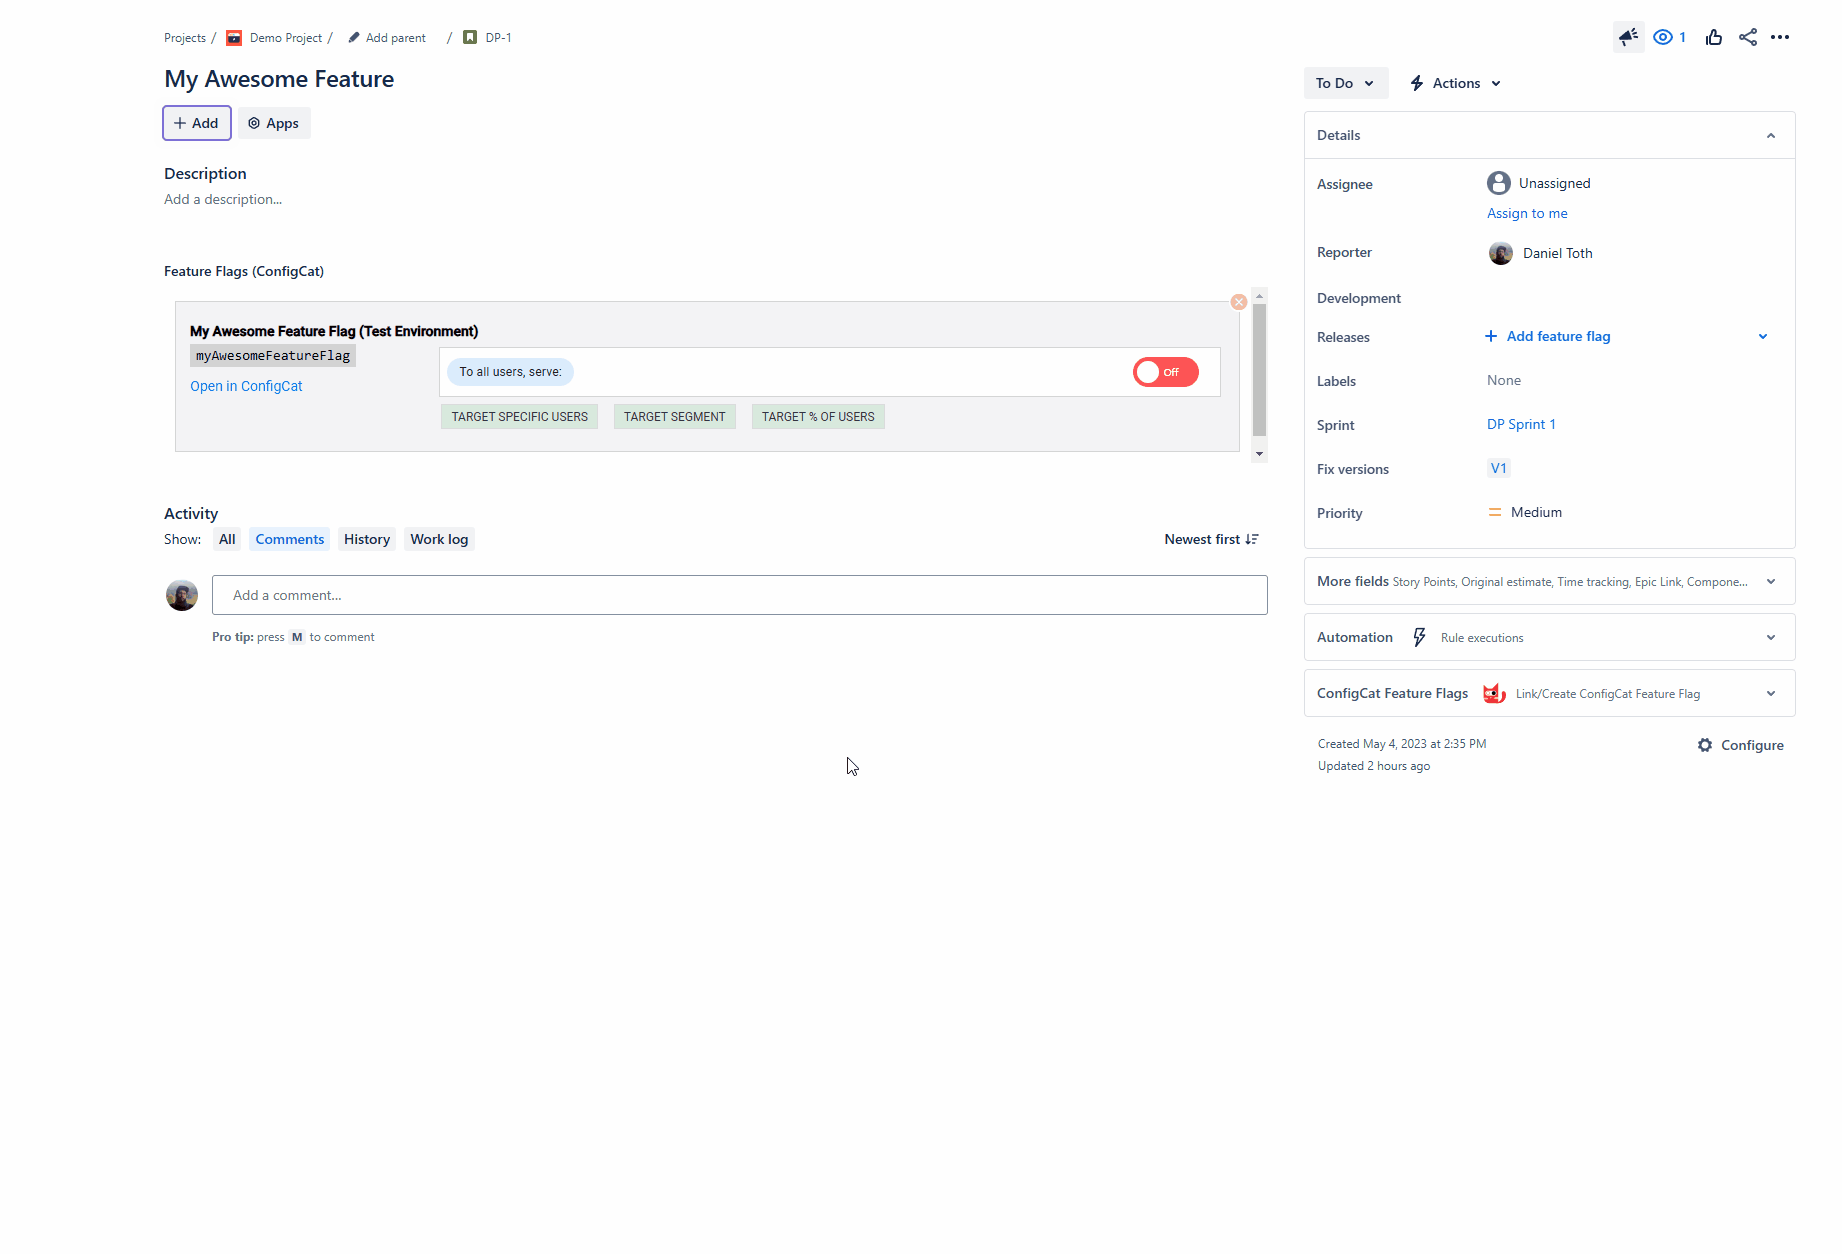 Projects / Demo Project / Add parent / DP-1
1
My Awesome Feature
To Do Actions
Add Apps
Details
Description
Add a description...
Assignee Unassigned
Assign to me
Reporter Daniel Toth
Feature Flags (ConfigCat)
Development
My Awesome Feature Flag (Test Environment)
myAwesomeFeatureFlag
Open in ConfigCat
To all users, serve: Off
TARGET SPECIFIC USERS TARGET SEGMENT TARGET % OF USERS
Releases + Add feature flag
Labels None
Sprint DP Sprint 1
Fix versions V1
Priority Medium
Activity
Show: All Comments History Work log Newest first
Add a comment...
Pro tip: press M to comment
More fields Story Points, Original estimate, Time tracking, Epic Link, Compone...
Automation Rule executions
ConfigCat Feature Flags Link/Create ConfigCat Feature Flag
Created May 4, 2023 at 2:35 PM Configure
Updated 2 hours ago